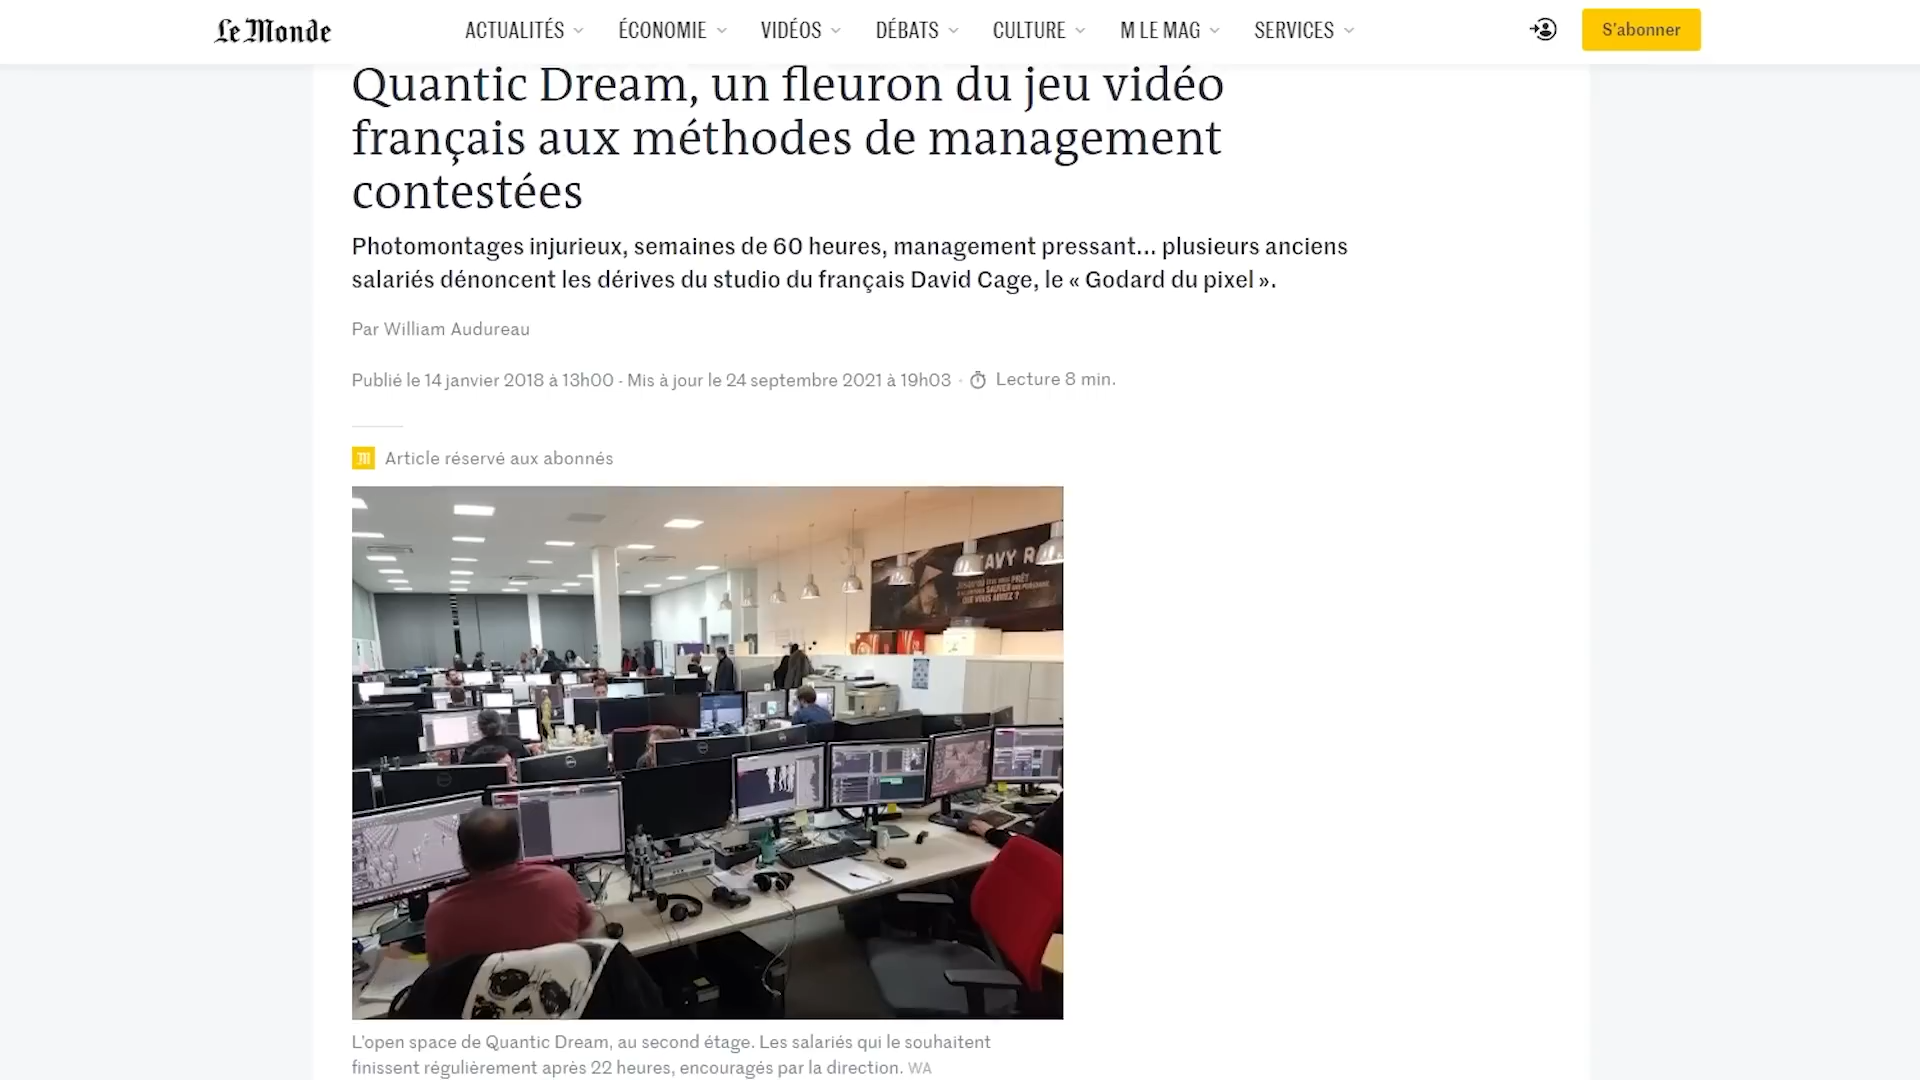 Le Monde
ACTUALITÉS
ÉCONOMIE
VIDÉOS
DÉBATS
CULTURE
M LE MAG
SERVICES
S'abonner
Quantic Dream, un fleuron du jeu vidéo
français aux méthodes de management
contestées
Photomontages injurieux, semaines de 60 heures, management pressant... plusieurs anciens
salariés dénoncent les dérives du studio du français David Cage, le « Godard du pixel ».
Par William Audureau
Publié le 14 janvier 2018 à 13h00 - Mis à jour le 24 septembre 2021 à 19h03 · Lecture 8 min.
M Article réservé aux abonnés
AVY R
QUE VOUS AIMEZ ?
L'open space de Quantic Dream, au second étage. Les salariés qui le souhaitent
finissent régulièrement après 22 heures, encouragés par la direction. WA